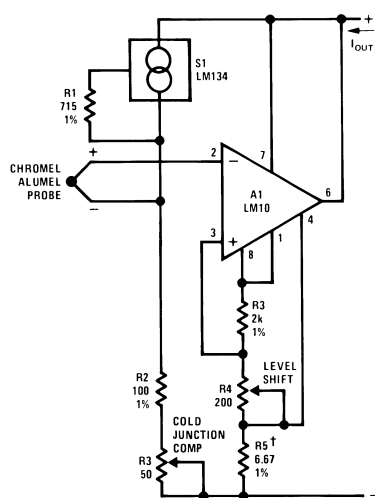 +
IOUT
S1
LM134
R1
715
1%
CHROMEL
ALUMEL
PROBE
+
−
2
−
7
A1
LM10
6
4
3
+
8
1
R3
2k
1%
LEVEL
SHIFT
R4
200
R2
100
1%
COLD
JUNCTION
COMP
R3
50
R5†
6.67
1%
−